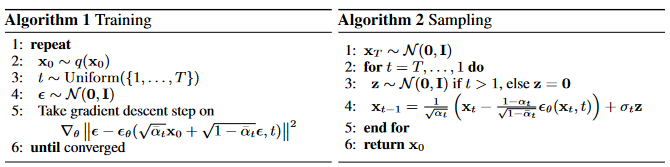 Algorithm 1 Training
1: repeat
2: x₀ ∼ q(x₀)
3: t ∼ Uniform({1, . . . , T})
4: ϵ ∼ 𝒩(0, I)
5: Take gradient descent step on
∇θ ‖ϵ − ϵθ(√ᾱₜx₀ + √1 − ᾱₜϵ, t)‖²
6: until converged
Algorithm 2 Sampling
1: x_T ∼ 𝒩(0, I)
2: for t = T, . . . , 1 do
3: z ∼ 𝒩(0, I) if t > 1, else z = 0
4: xₜ₋₁ = 1/√αₜ (xₜ − (1−αₜ)/√(1−ᾱₜ) ϵθ(xₜ, t)) + σₜz
5: end for
6: return x₀